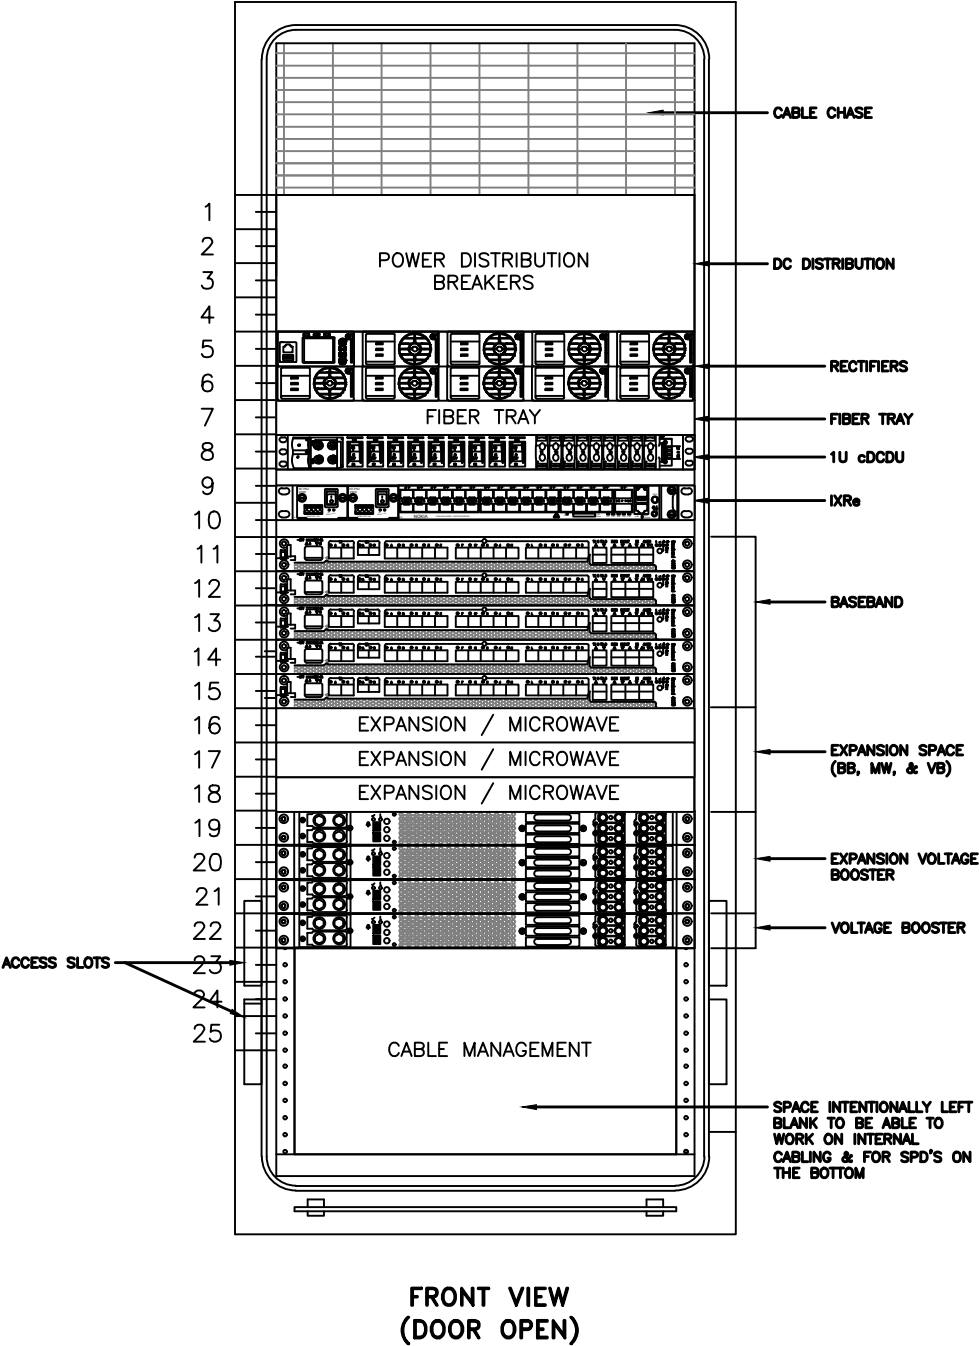 CABLE CHASE
1
2
POWER DISTRIBUTION
BREAKERS
DC DISTRIBUTION
3
4
5
RECTIFIERS
6
7
FIBER TRAY
FIBER TRAY
8
1U cDCDU
9
IXRe
10
11
12
BASEBAND
13
14
15
16
EXPANSION / MICROWAVE
17
EXPANSION / MICROWAVE
EXPANSION SPACE
(BB, MW, & VB)
18
EXPANSION / MICROWAVE
19
20
EXPANSION VOLTAGE
BOOSTER
21
22
VOLTAGE BOOSTER
ACCESS SLOTS
23
24
25
CABLE MANAGEMENT
SPACE INTENTIONALLY LEFT
BLANK TO BE ABLE TO
WORK ON INTERNAL
CABLING & FOR SPD'S ON
THE BOTTOM
FRONT VIEW
(DOOR OPEN)